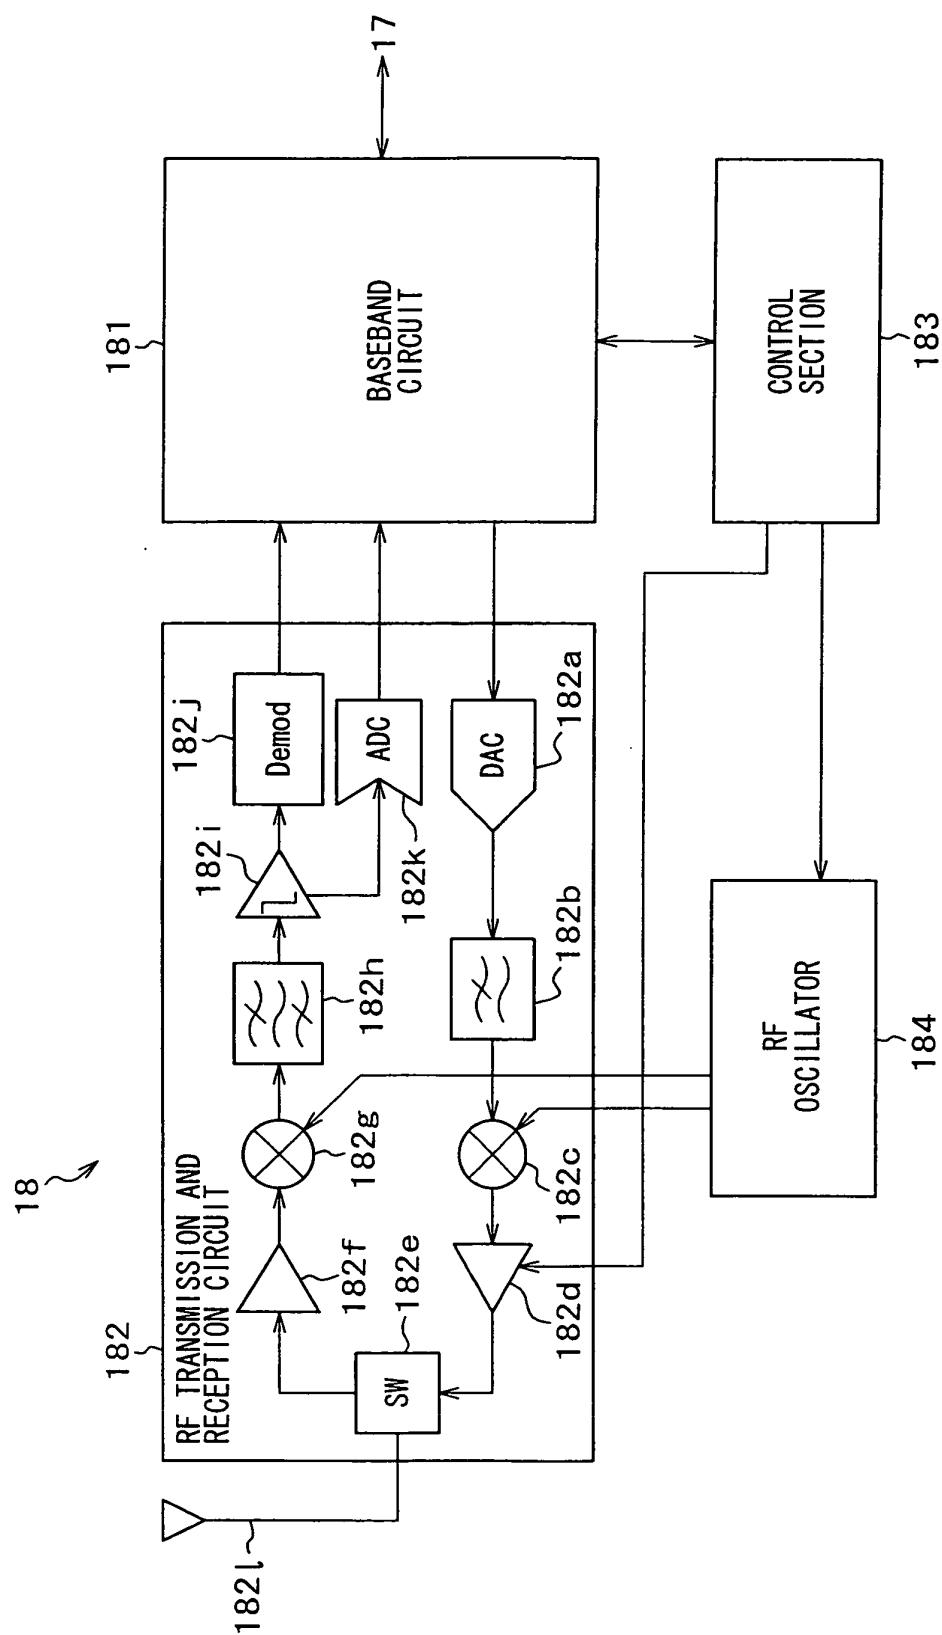 18
182
RF TRANSMISSION AND
RECEPTION CIRCUIT
182l
SW
182e
182f
182g
182h
182i
182j
Demod
ADC
182k
DAC
182a
182b
182c
182d
181
BASEBAND
CIRCUIT
17
CONTROL
SECTION
183
RF
OSCILLATOR
184